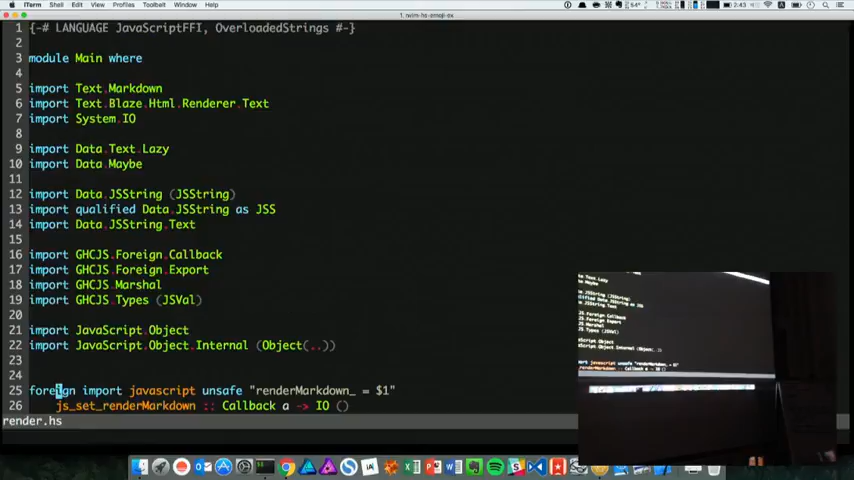 iTerm Shell Edit View Profiles Toolbelt Window Help 54° 2:43
1 {-# LANGUAGE JavaScriptFFI, OverloadedStrings #-}
2
3 module Main where
4
5 import Text.Markdown
6 import Text.Blaze.Html.Renderer.Text
7 import System.IO
8
9 import Data.Text.Lazy
10 import Data.Maybe
11
12 import Data.JSString (JSString)
13 import qualified Data.JSString as JSS
14 import Data.JSString.Text
15
16 import GHCJS.Foreign.Callback
17 import GHCJS.Foreign.Export
18 import GHCJS.Marshal
19 import GHCJS.Types (JSVal)
20
21 import JavaScript.Object
22 import JavaScript.Object.Internal (Object(..))
23
24
25 foreign import javascript unsafe "renderMarkdown_ = $1"
26 js_set_renderMarkdown :: Callback a -> IO ()
render.hs